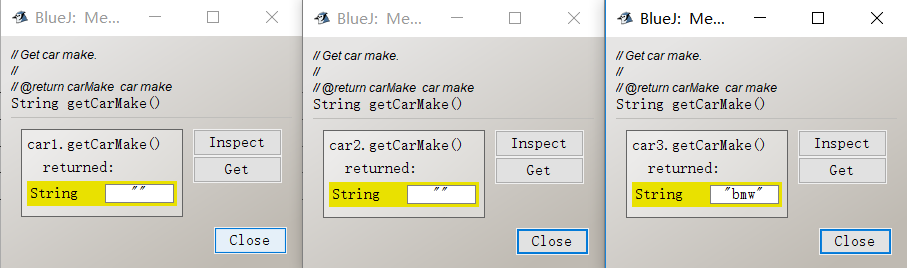 BlueJ: Me...
// Get car make.
//
// @return carMake car make
String getCarMake()
car1.getCarMake()
returned:
String ""
Inspect
Get
Close
BlueJ: Me...
// Get car make.
//
// @return carMake car make
String getCarMake()
car2.getCarMake()
returned:
String ""
Inspect
Get
Close
BlueJ: Me...
// Get car make.
//
// @return carMake car make
String getCarMake()
car3.getCarMake()
returned:
String "bmw"
Inspect
Get
Close